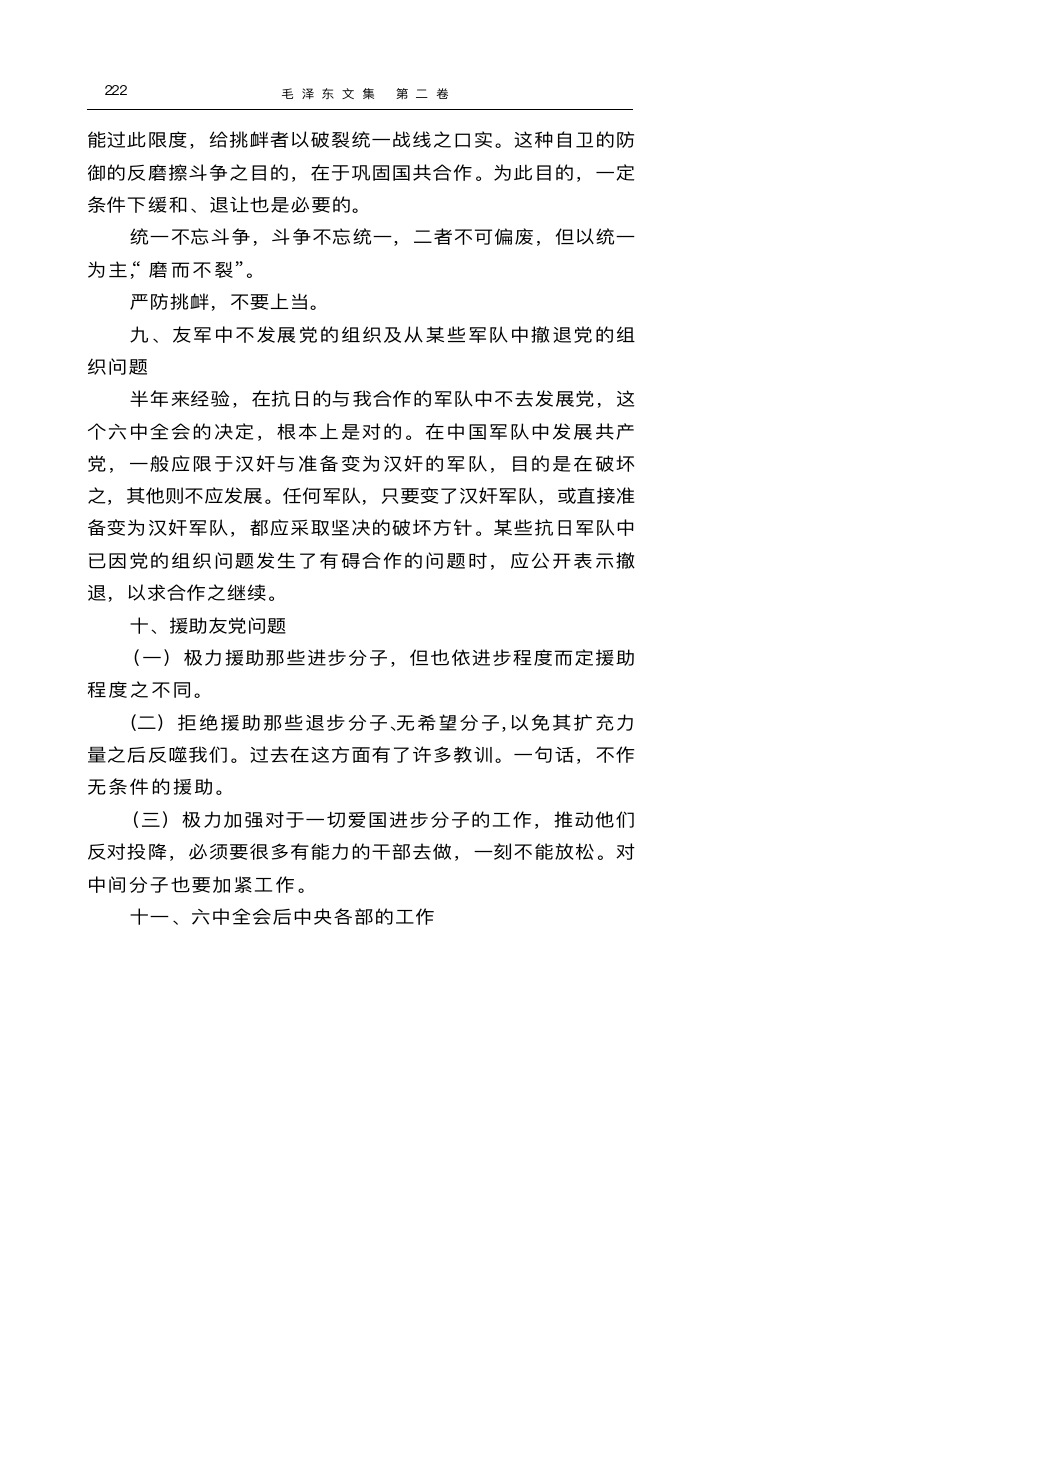 222
毛泽东文集 第二卷
能过此限度，给挑衅者以破裂统一战线之口实。这种自卫的防
御的反磨擦斗争之目的，在于巩固国共合作。为此目的，一定
条件下缓和、退让也是必要的。
统一不忘斗争，斗争不忘统一，二者不可偏废，但以统一
为主，“磨而不裂”。
严防挑衅，不要上当。
九、友军中不发展党的组织及从某些军队中撤退党的组
织问题
半年来经验，在抗日的与我合作的军队中不去发展党，这
个六中全会的决定，根本上是对的。在中国军队中发展共产
党，一般应限于汉奸与准备变为汉奸的军队，目的是在破坏
之，其他则不应发展。任何军队，只要变了汉奸军队，或直接准
备变为汉奸军队，都应采取坚决的破坏方针。某些抗日军队中
已因党的组织问题发生了有碍合作的问题时，应公开表示撤
退，以求合作之继续。
十、援助友党问题
（一）极力援助那些进步分子，但也依进步程度而定援助
程度之不同。
（二）拒绝援助那些退步分子、无希望分子，以免其扩充力
量之后反噬我们。过去在这方面有了许多教训。一句话，不作
无条件的援助。
（三）极力加强对于一切爱国进步分子的工作，推动他们
反对投降，必须要很多有能力的干部去做，一刻不能放松。对
中间分子也要加紧工作。
十一、六中全会后中央各部的工作